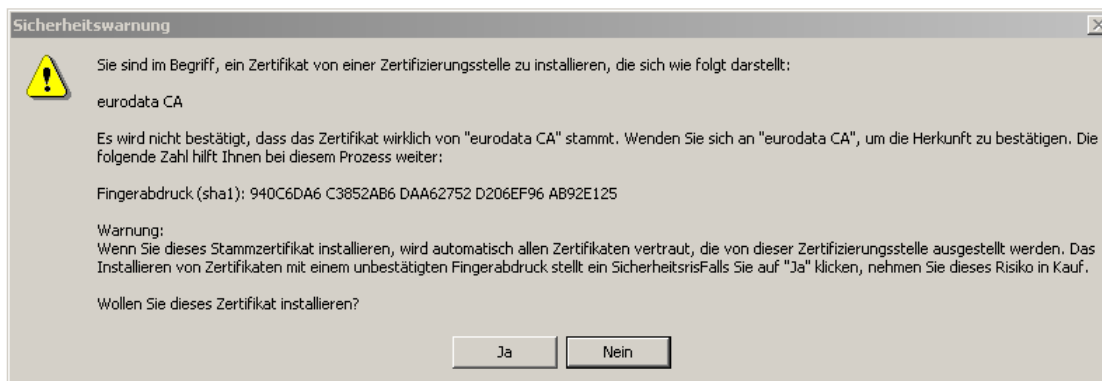 Sicherheitswarnung
Sie sind im Begriff, ein Zertifikat von einer Zertifizierungsstelle zu installieren, die sich wie folgt darstellt:
eurodata CA
Es wird nicht bestätigt, dass das Zertifikat wirklich von "eurodata CA" stammt. Wenden Sie sich an "eurodata CA", um die Herkunft zu bestätigen. Die
folgende Zahl hilft Ihnen bei diesem Prozess weiter:
Fingerabdruck (sha1): 940C6DA6 C3852AB6 DAA62752 D206EF96 AB92E125
Warnung:
Wenn Sie dieses Stammzertifikat installieren, wird automatisch allen Zertifikaten vertraut, die von dieser Zertifizierungsstelle ausgestellt werden. Das
Installieren von Zertifikaten mit einem unbestätigten Fingerabdruck stellt ein SicherheitsrisFalls Sie auf "Ja" klicken, nehmen Sie dieses Risiko in Kauf.
Wollen Sie dieses Zertifikat installieren?
Ja
Nein